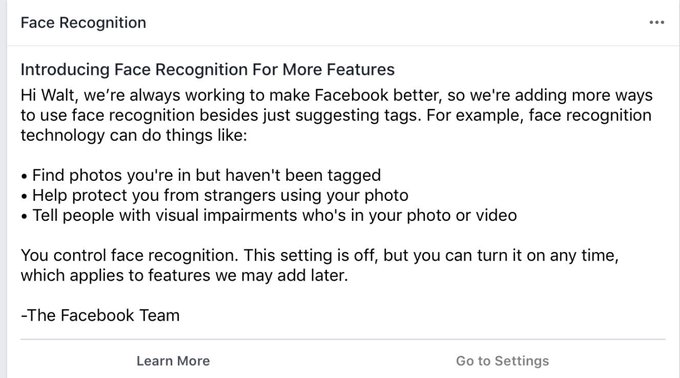 Face Recognition
Introducing Face Recognition For More Features
Hi Walt, we’re always working to make Facebook better, so we're adding more ways
to use face recognition besides just suggesting tags. For example, face recognition
technology can do things like:
• Find photos you're in but haven't been tagged
• Help protect you from strangers using your photo
• Tell people with visual impairments who's in your photo or video
You control face recognition. This setting is off, but you can turn it on any time,
which applies to features we may add later.
-The Facebook Team
Learn More
Go to Settings